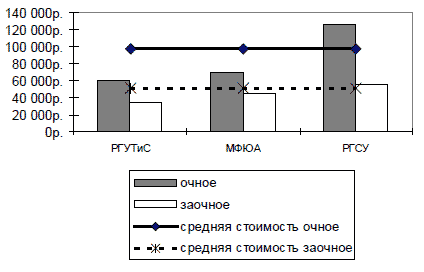 140 000р.
120 000р.
100 000р.
80 000р.
60 000р.
40 000р.
20 000р.
0р.
РГУТиС МФЮА РГСУ
очное
заочное
средняя стоимость очное
средняя стоимость заочное